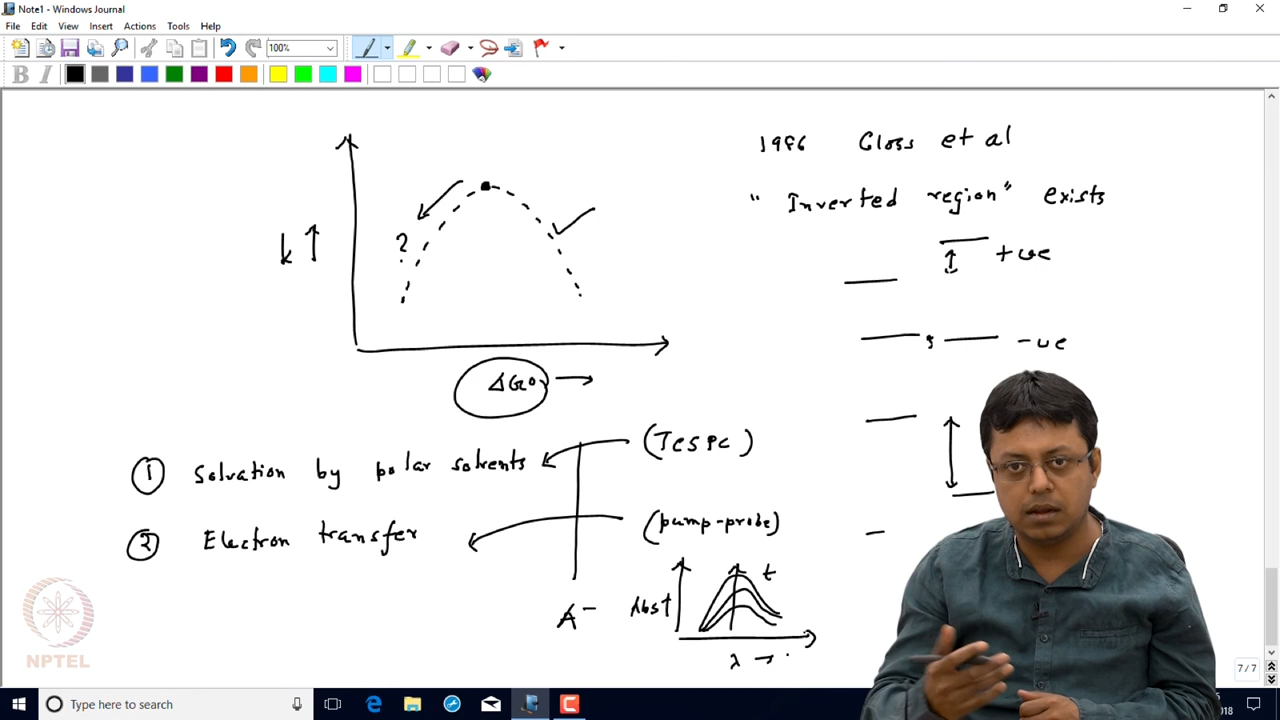 Note1 - Windows Journal
File Edit View Insert Actions Tools Help
100%
B I
1986 Closs et al
"Inverted region" exists
k ↑
?
+ve
-ve
ΔG° →
① Solvation by polar solvents
(TCSPC)
② Electron transfer
(pump-probe)
A⁻
Abs↑
t
λ →
NPTEL
7 / 7
Type here to search
2018